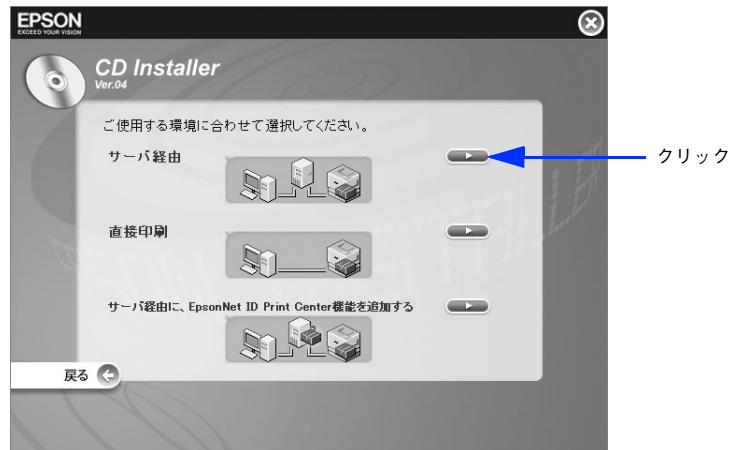 EPSON
EXCEED YOUR VISION
CD Installer
Ver.04
ご使用する環境に合わせて選択してください。
サーバ経由
クリック
直接印刷
サーバ経由に、EpsonNet ID Print Center機能を追加する
戻る